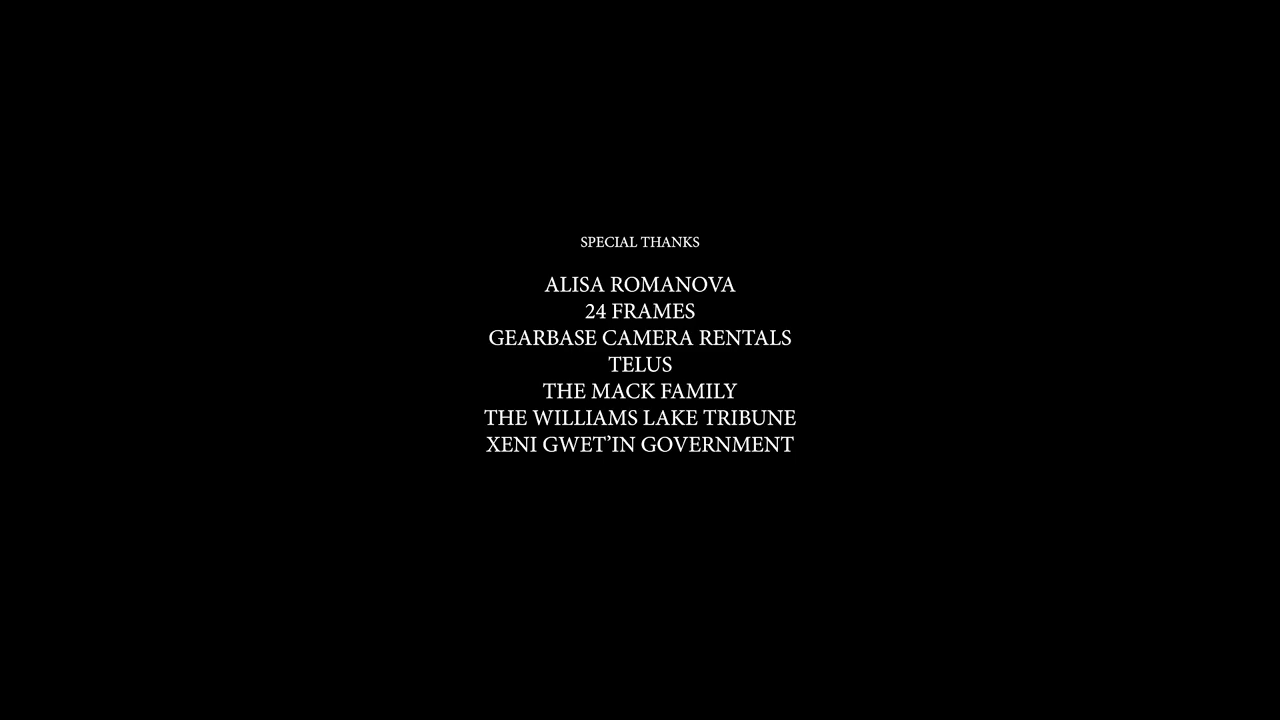 SPECIAL THANKS
ALISA ROMANOVA
24 FRAMES
GEARBASE CAMERA RENTALS
TELUS
THE MACK FAMILY
THE WILLIAMS LAKE TRIBUNE
XENI GWET’IN GOVERNMENT